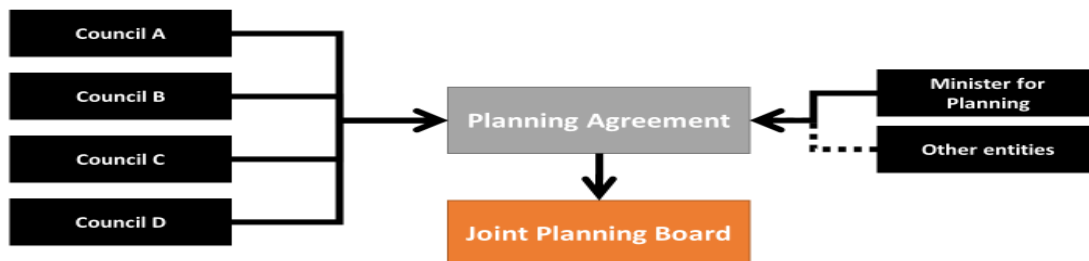 Council A
Council B
Council C
Council D
Planning Agreement
Joint Planning Board
Minister for
Planning
Other entities